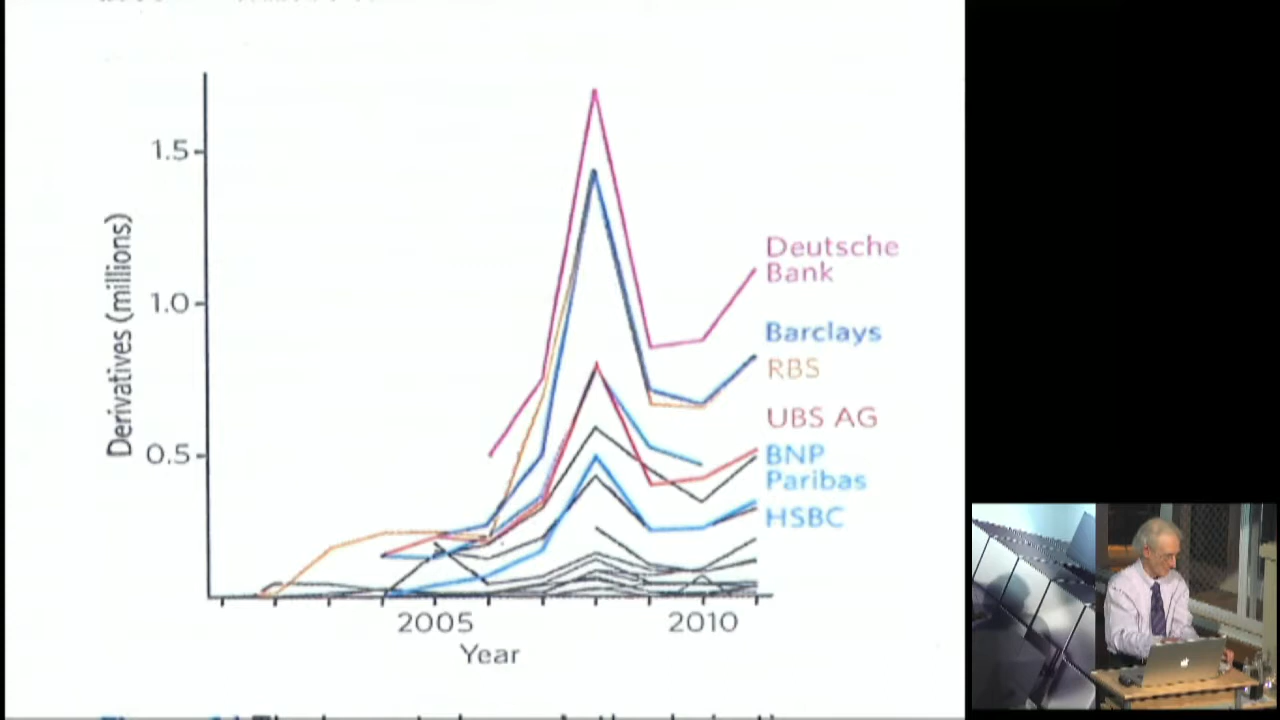 1.5
1.0
0.5
Derivatives (millions)
Deutsche
Bank
Barclays
RBS
UBS AG
BNP
Paribas
HSBC
2005
2010
Year